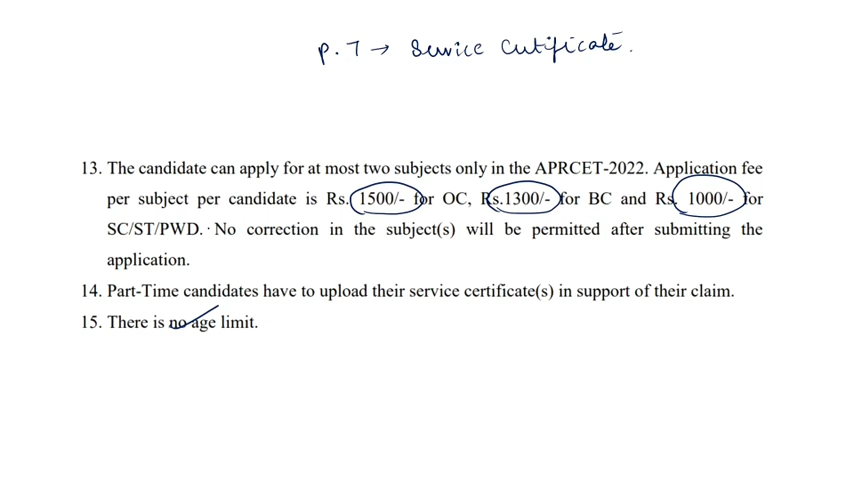 P.T → Service Cutificate.
13. The candidate can apply for at most two subjects only in the APRCET-2022. Application fee
per subject per candidate is Rs. 1500/- for OC, Rs.1300/- for BC and Rs. 1000/- for
SC/ST/PWD. No correction in the subject(s) will be permitted after submitting the
application.
14. Part-Time candidates have to upload their service certificate(s) in support of their claim.
15. There is no age limit.